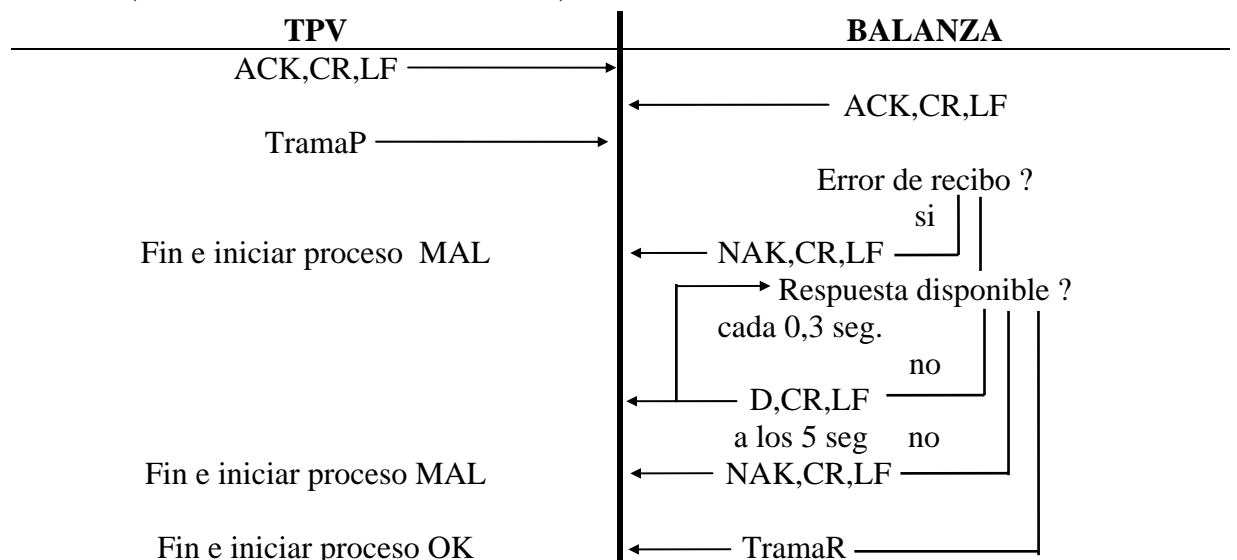 TPV BALANZA
ACK,CR,LF
ACK,CR,LF
TramaP
Error de recibo ?
si
Fin e iniciar proceso MAL NAK,CR,LF
Respuesta disponible ?
cada 0,3 seg.
no
D,CR,LF
a los 5 seg no
Fin e iniciar proceso MAL NAK,CR,LF
Fin e iniciar proceso OK TramaR